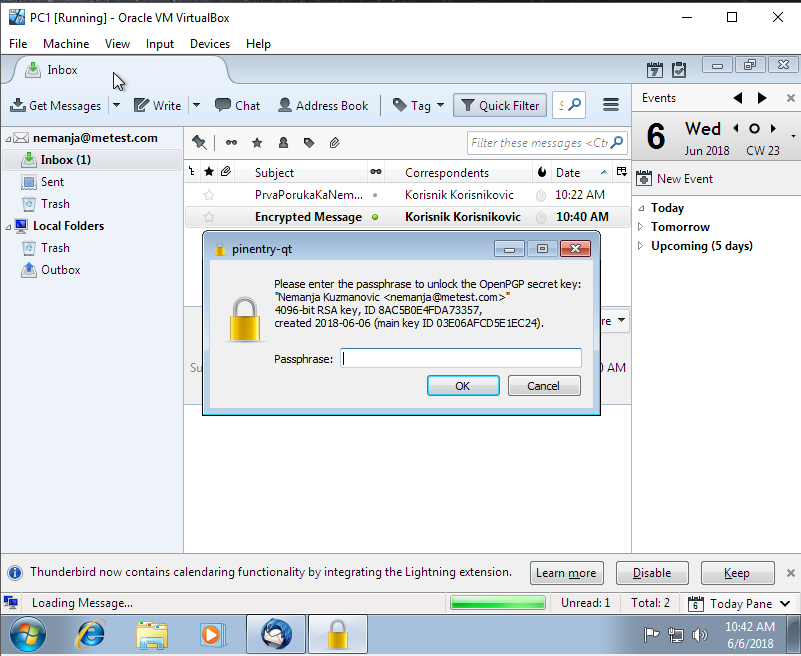 PC1 [Running] - Oracle VM VirtualBox
File Machine View Input Devices Help
Inbox
7
Get Messages Write Chat Address Book Tag Quick Filter
Events
Filter these messages <Ctr
6 Wed
Jun 2018 CW 23
nemanja@metest.com
Inbox (1)
Sent
Trash
Local Folders
Trash
Outbox
Subject Correspondents Date
PrvaPorukaKaNem... Korisnik Korisnikovic 10:22 AM
Encrypted Message Korisnik Korisnikovic 10:40 AM
New Event
Today
Tomorrow
Upcoming (5 days)
pinentry-qt
Please enter the passphrase to unlock the OpenPGP secret key:
"Nemanja Kuzmanovic <nemanja@metest.com>"
4096-bit RSA key, ID 8AC5B0E4FDA73357,
created 2018-06-06 (main key ID 03E06AFCD5E1EC24).
Passphrase:
OK Cancel
re
Su
AM
Thunderbird now contains calendaring functionality by integrating the Lightning extension. Learn more Disable Keep
Loading Message... Unread: 1 Total: 2 6 Today Pane
10:42 AM
6/6/2018